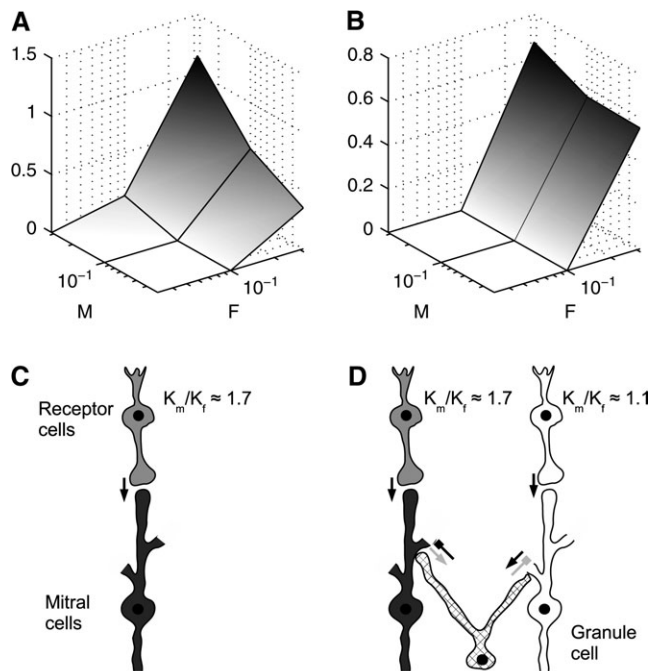 A
B
1.5
1
0.5
0
10⁻¹
10⁻¹
M
F
0.8
0.6
0.4
0.2
0
10⁻¹
10⁻¹
M
F
C
D
Receptor
cells
Kₘ/K_f ≈ 1.7
Kₘ/K_f ≈ 1.7
Kₘ/K_f ≈ 1.1
Mitral
cells
Granule
cell